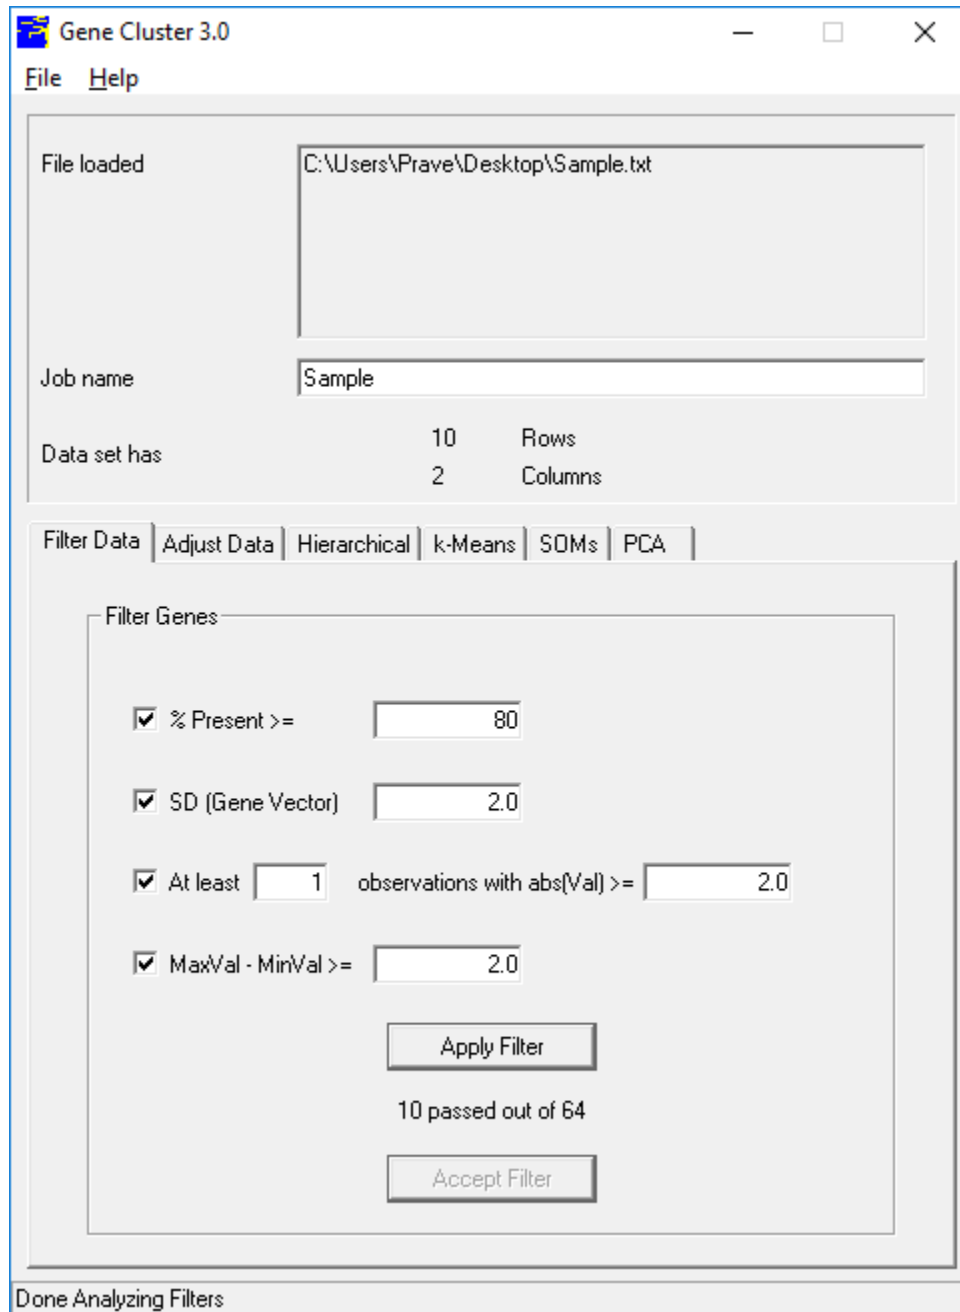 Gene Cluster 3.0
File Help
File loaded C:\Users\Prave\Desktop\Sample.txt
Job name Sample
Data set has
10 Rows
2 Columns
Filter Data Adjust Data Hierarchical k-Means SOMs PCA
Filter Genes
% Present >= 80
SD (Gene Vector) 2.0
At least 1 observations with abs(Val) >= 2.0
MaxVal - MinVal >= 2.0
Apply Filter
10 passed out of 64
Accept Filter
Done Analyzing Filters